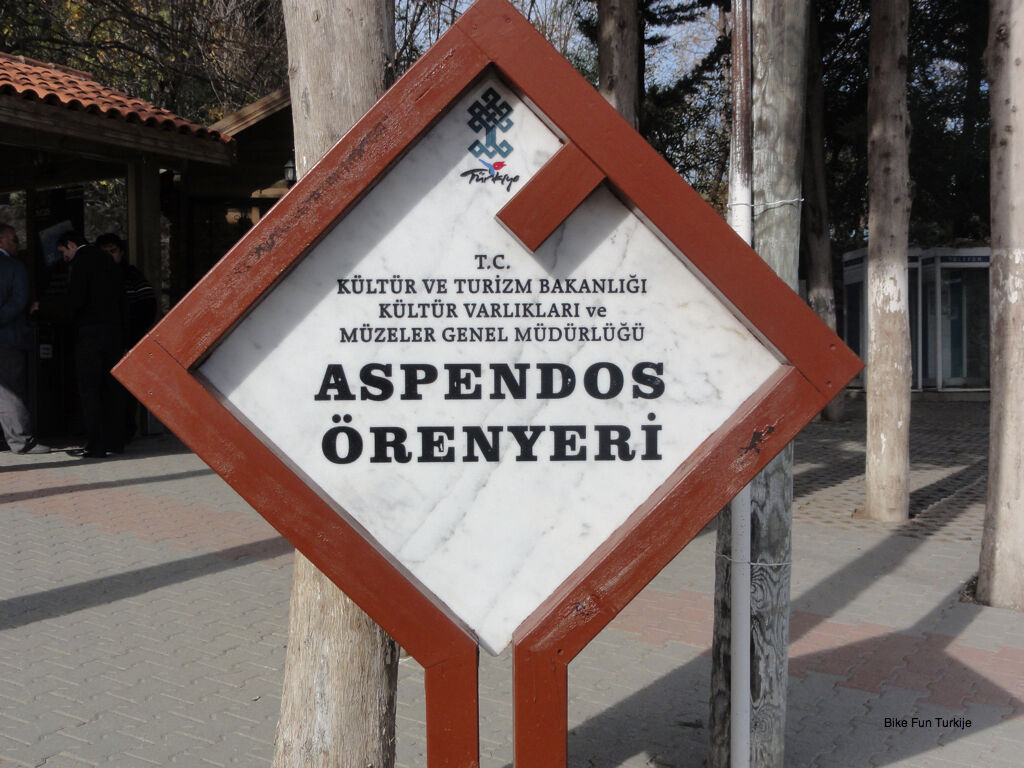 Türkiye
T.C.
KÜLTÜR VE TURİZM BAKANLIĞI
KÜLTÜR VARLIKLARI ve
MÜZELER GENEL MÜDÜRLÜĞÜ
ASPENDOS
ÖRENYERİ
Bike Fun Turkije